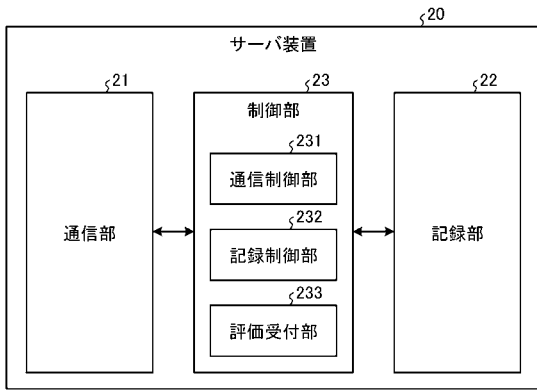 20
サーバ装置
21
23
22
制御部
231
通信制御部
通信部
232
記録制御部
記録部
233
評価受付部